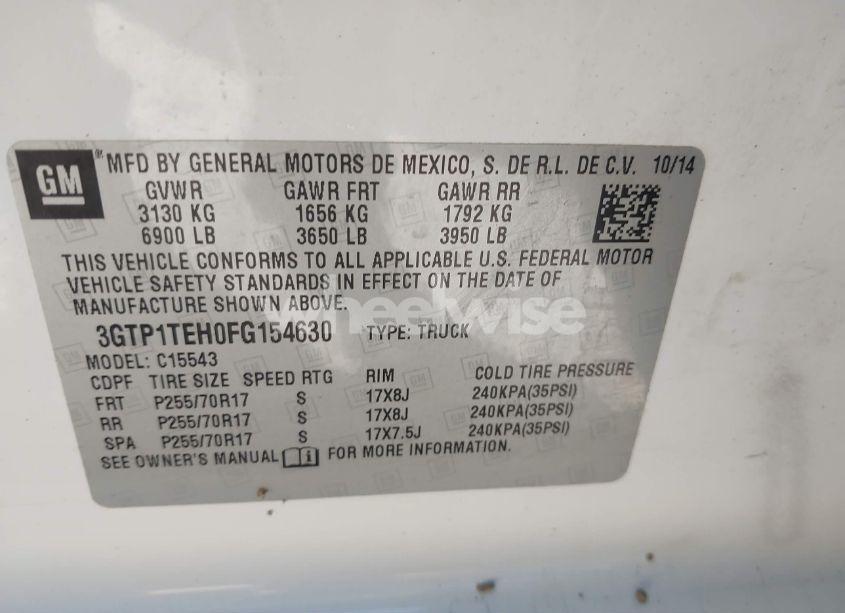 GM
MFD BY GENERAL MOTORS DE MEXICO, S. DE R.L. DE C.V. 10/14
GVWR GAWR FRT GAWR RR
3130 KG 1656 KG 1792 KG
6900 LB 3650 LB 3950 LB
THIS VEHICLE CONFORMS TO ALL APPLICABLE U.S. FEDERAL MOTOR
VEHICLE SAFETY STANDARDS IN EFFECT ON THE DATE OF
MANUFACTURE SHOWN ABOVE.
wheelwise
3GTP1TEH0FG154630 TYPE: TRUCK
MODEL: C15543
CDPF TIRE SIZE SPEED RTG RIM COLD TIRE PRESSURE
FRT P255/70R17 S 17X8J 240KPA(35PSI)
RR P255/70R17 S 17X8J 240KPA(35PSI)
SPA P255/70R17 S 17X7.5J 240KPA(35PSI)
SEE OWNER'S MANUAL i FOR MORE INFORMATION.